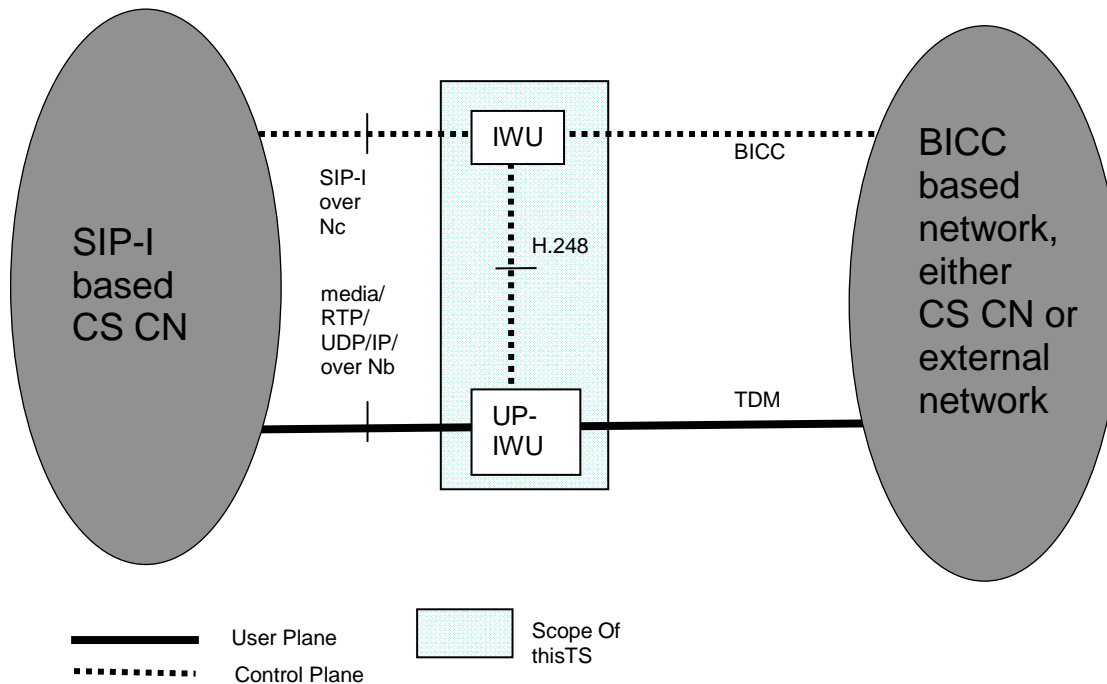 SIP-I
based
CS CN
SIP-I
over
Nc
media/
RTP/
UDP/IP/
over Nb
IWU
H.248
UP-
IWU
BICC
TDM
BICC
based
network,
either
CS CN or
external
network
User Plane
Control Plane
Scope Of
thisTS